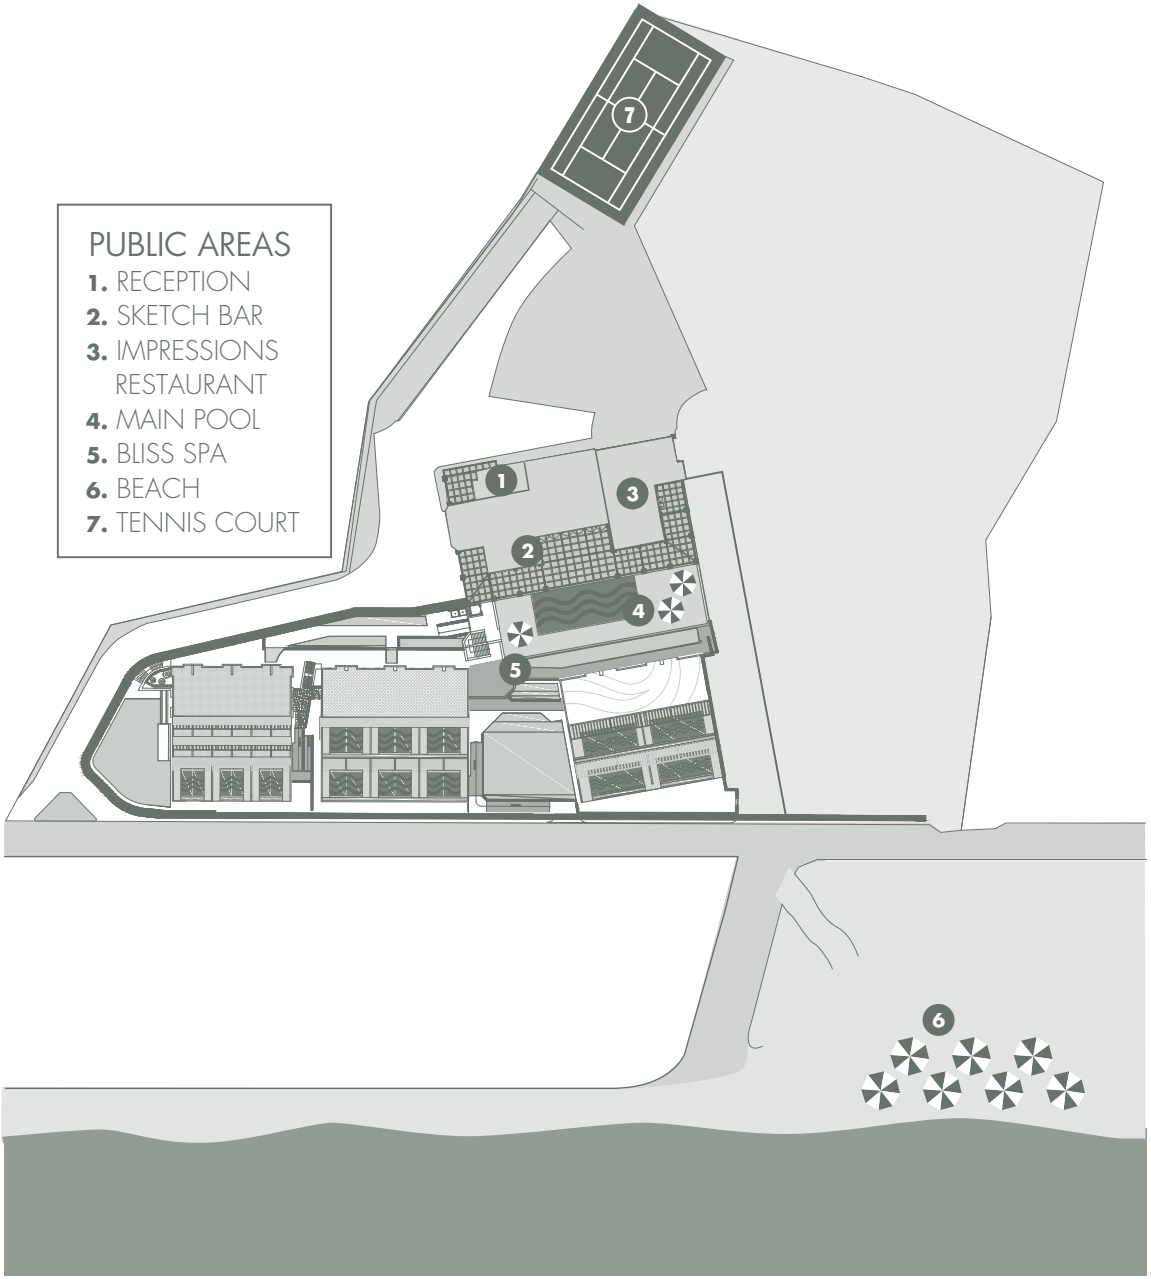 7
PUBLIC AREAS
1. RECEPTION
2. SKETCH BAR
3. IMPRESSIONS
RESTAURANT
4. MAIN POOL
5. BLISS SPA
6. BEACH
7. TENNIS COURT
1
3
2
4
5
6